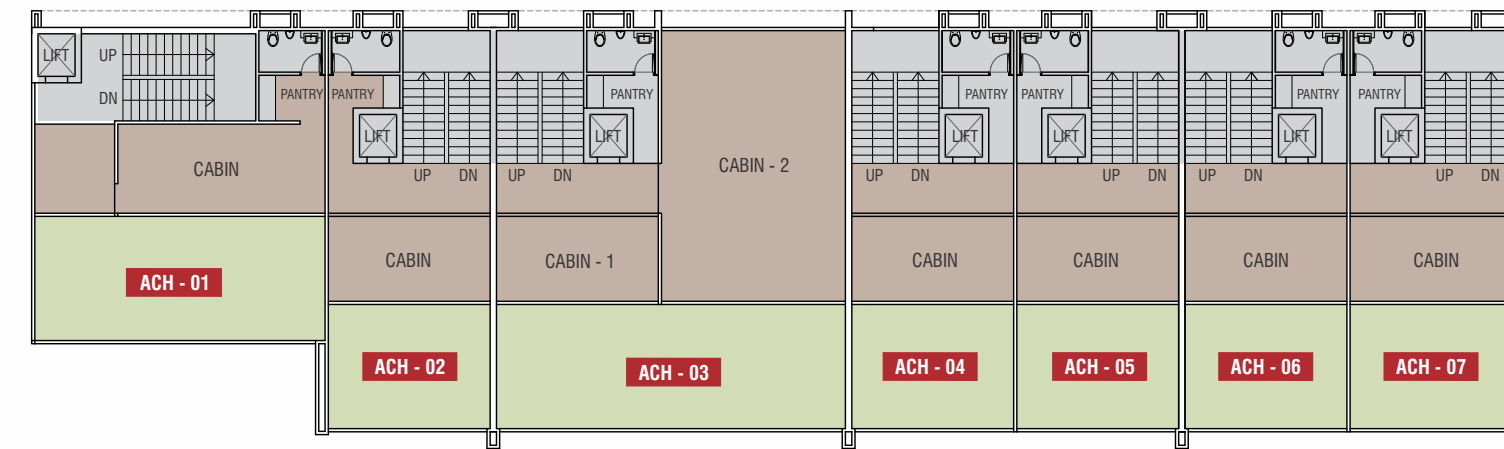 LIFT
UP
DN
PANTRY
PANTRY
LIFT
CABIN
UP
DN
CABIN
ACH - 01
ACH - 02
PANTRY
LIFT
UP
DN
CABIN - 1
CABIN - 2
ACH - 03
PANTRY
LIFT
UP
DN
CABIN
ACH - 04
PANTRY
LIFT
UP
DN
CABIN
ACH - 05
PANTRY
LIFT
UP
DN
CABIN
ACH - 06
PANTRY
LIFT
UP
DN
CABIN
ACH - 07